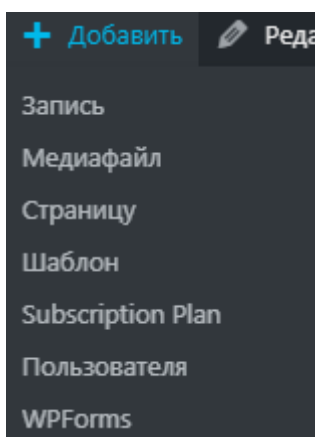 Добавить Реда
Запись
Медиафайл
Страницу
Шаблон
Subscription Plan
Пользователя
WPForms